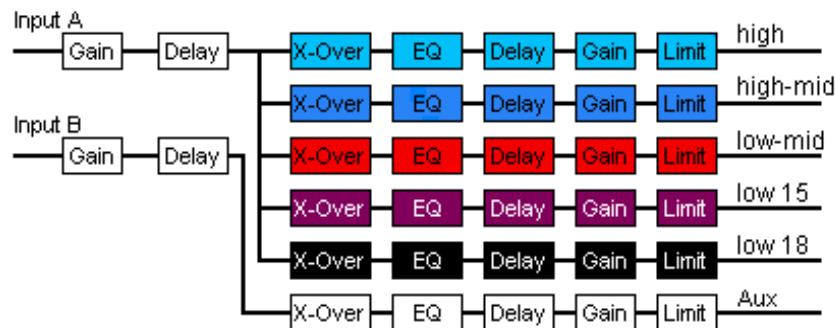 Input A
Gain Delay X-Over EQ Delay Gain Limit high
X-Over EQ Delay Gain Limit high-mid
Input B
Gain Delay X-Over EQ Delay Gain Limit low-mid
X-Over EQ Delay Gain Limit low 15
X-Over EQ Delay Gain Limit low 18
X-Over EQ Delay Gain Limit Aux